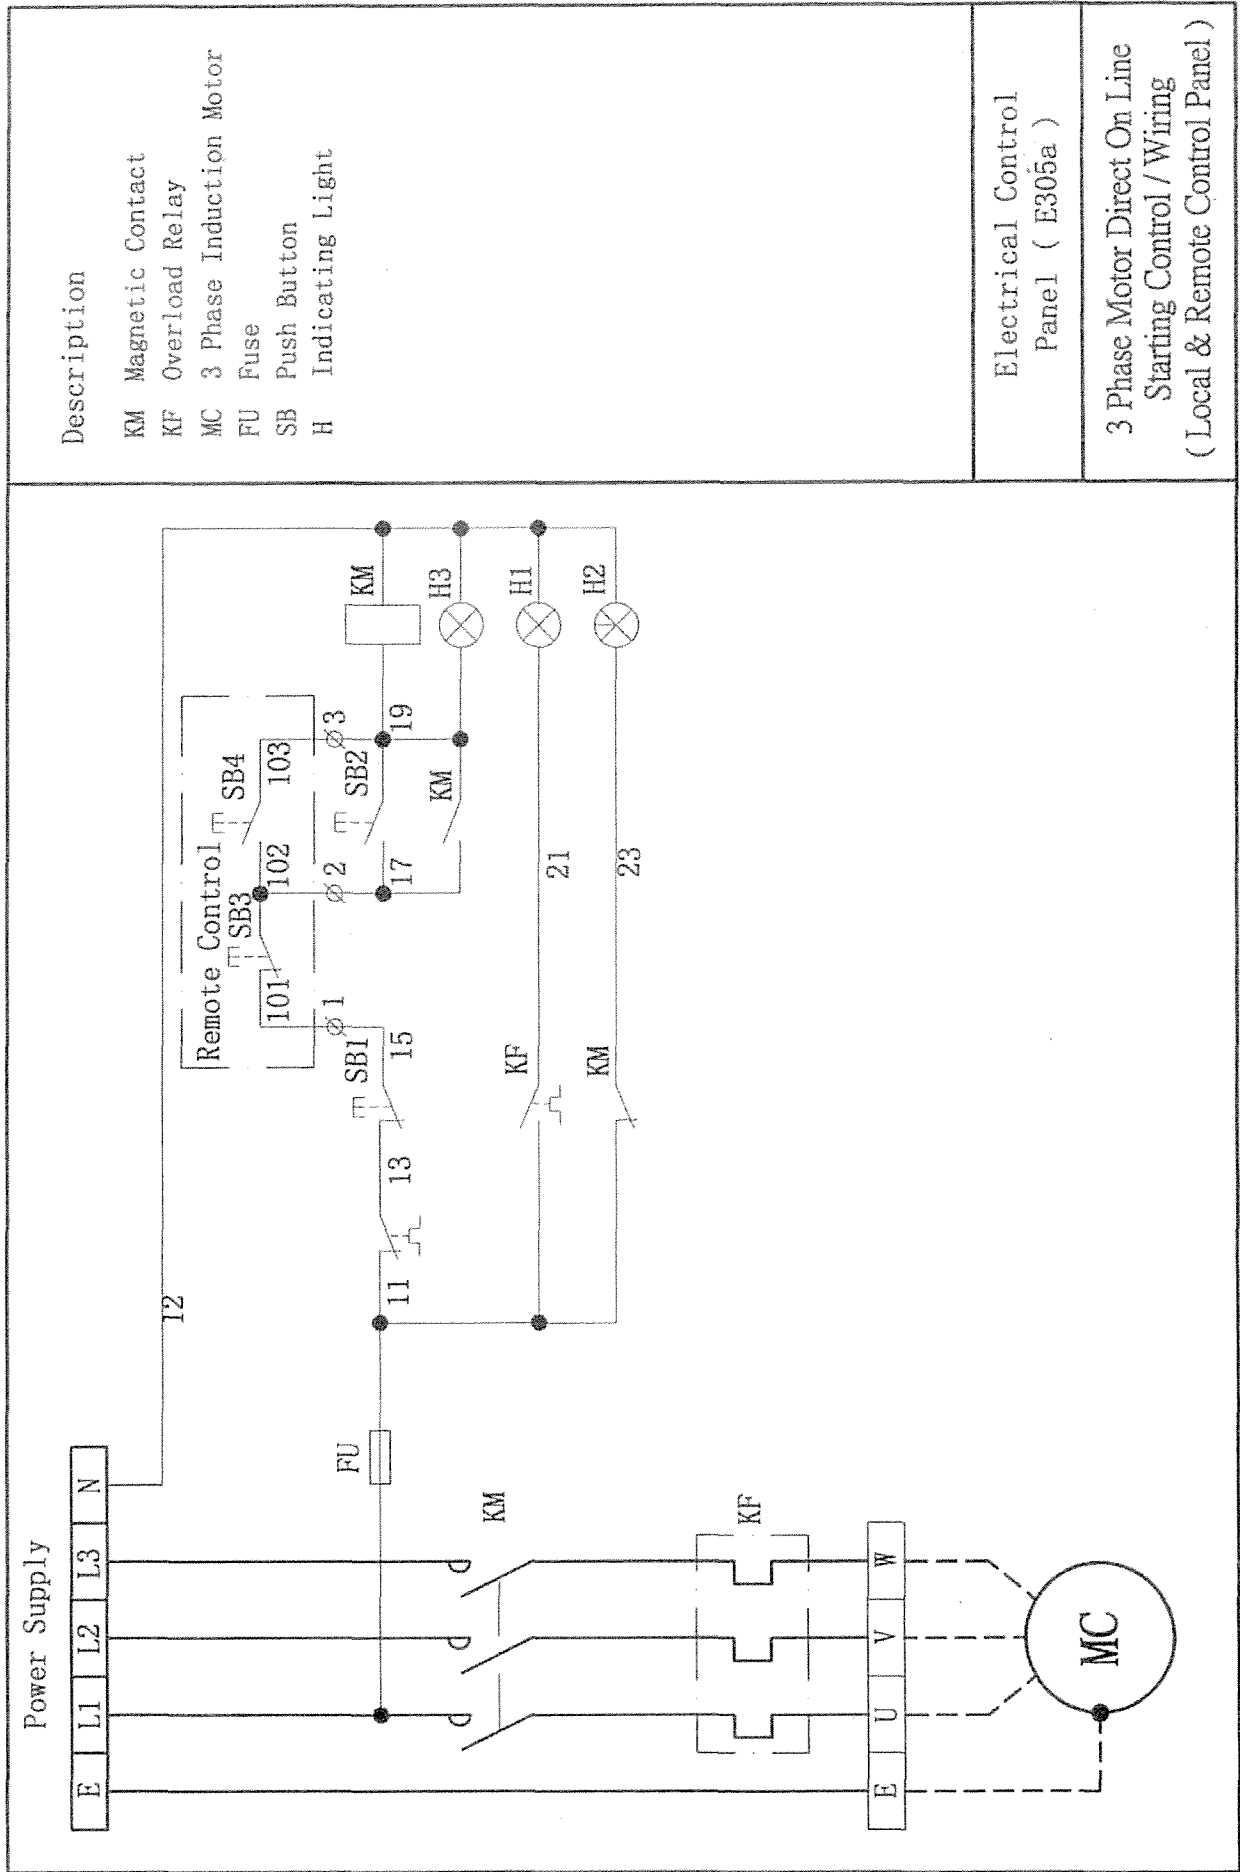 Power Supply
E
L1
L2
L3
N
12
FU
KM
KF
E
U
V
W
MC
Remote Control
SB3
SB4
101
102
103
1
2
3
11
13
SB1
15
17
SB2
19
KM
KM
H3
KF
21
H1
KM
23
H2
Description
KM Magnetic Contact
KF Overload Relay
MC 3 Phase Induction Motor
FU Fuse
SB Push Button
H Indicating Light
Electrical Control
Panel ( E305a )
3 Phase Motor Direct On Line
Starting Control / Wiring
( Local & Remote Control Panel )